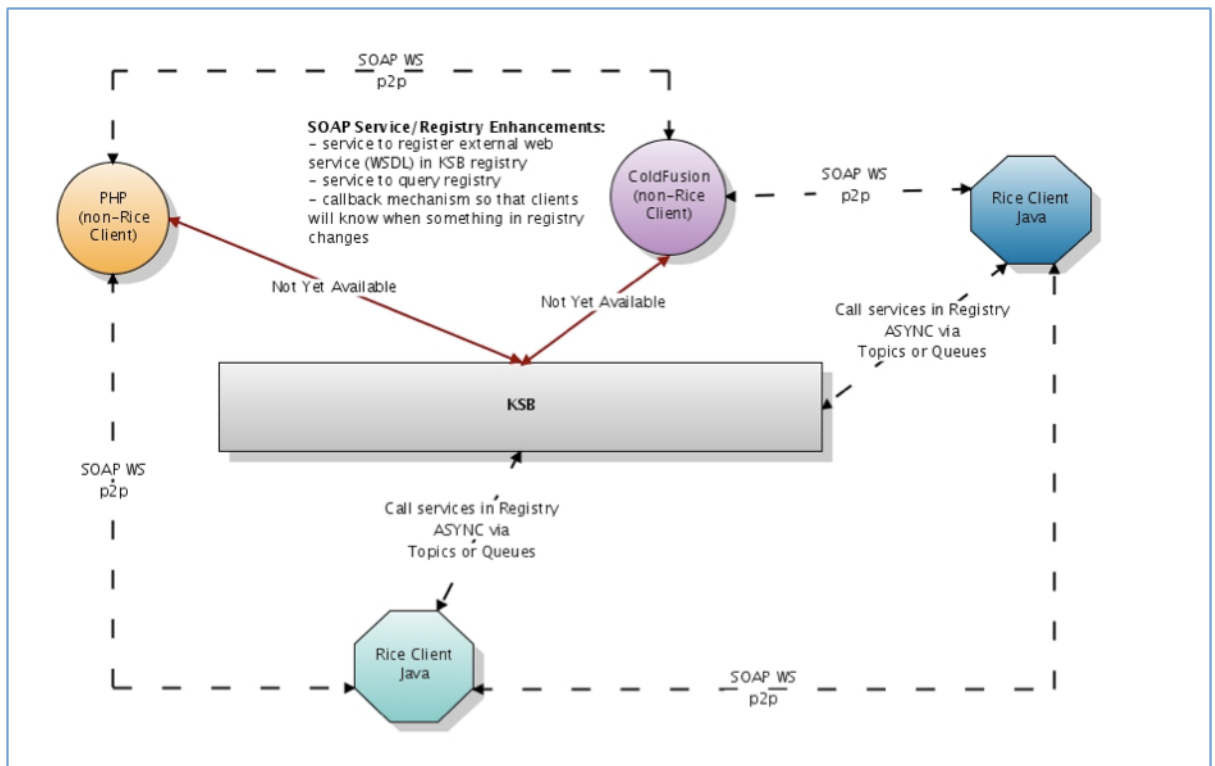 SOAP WS
p2p
SOAP Service/Registry Enhancements:
– service to register external web
service (WSDL) in KSB registry
– service to query registry
– callback mechanism so that clients
will know when something in registry
changes
PHP
(non-Rice
Client)
ColdFusion
(non-Rice
Client)
SOAP WS
p2p
Rice Client
Java
Not Yet Available
Not Yet Available
Call services in Registry
ASYNC via
Topics or Queues
KSB
SOAP WS
p2p
Call services in Registry
ASYNC via
Topics or Queues
Rice Client
Java
SOAP WS
p2p